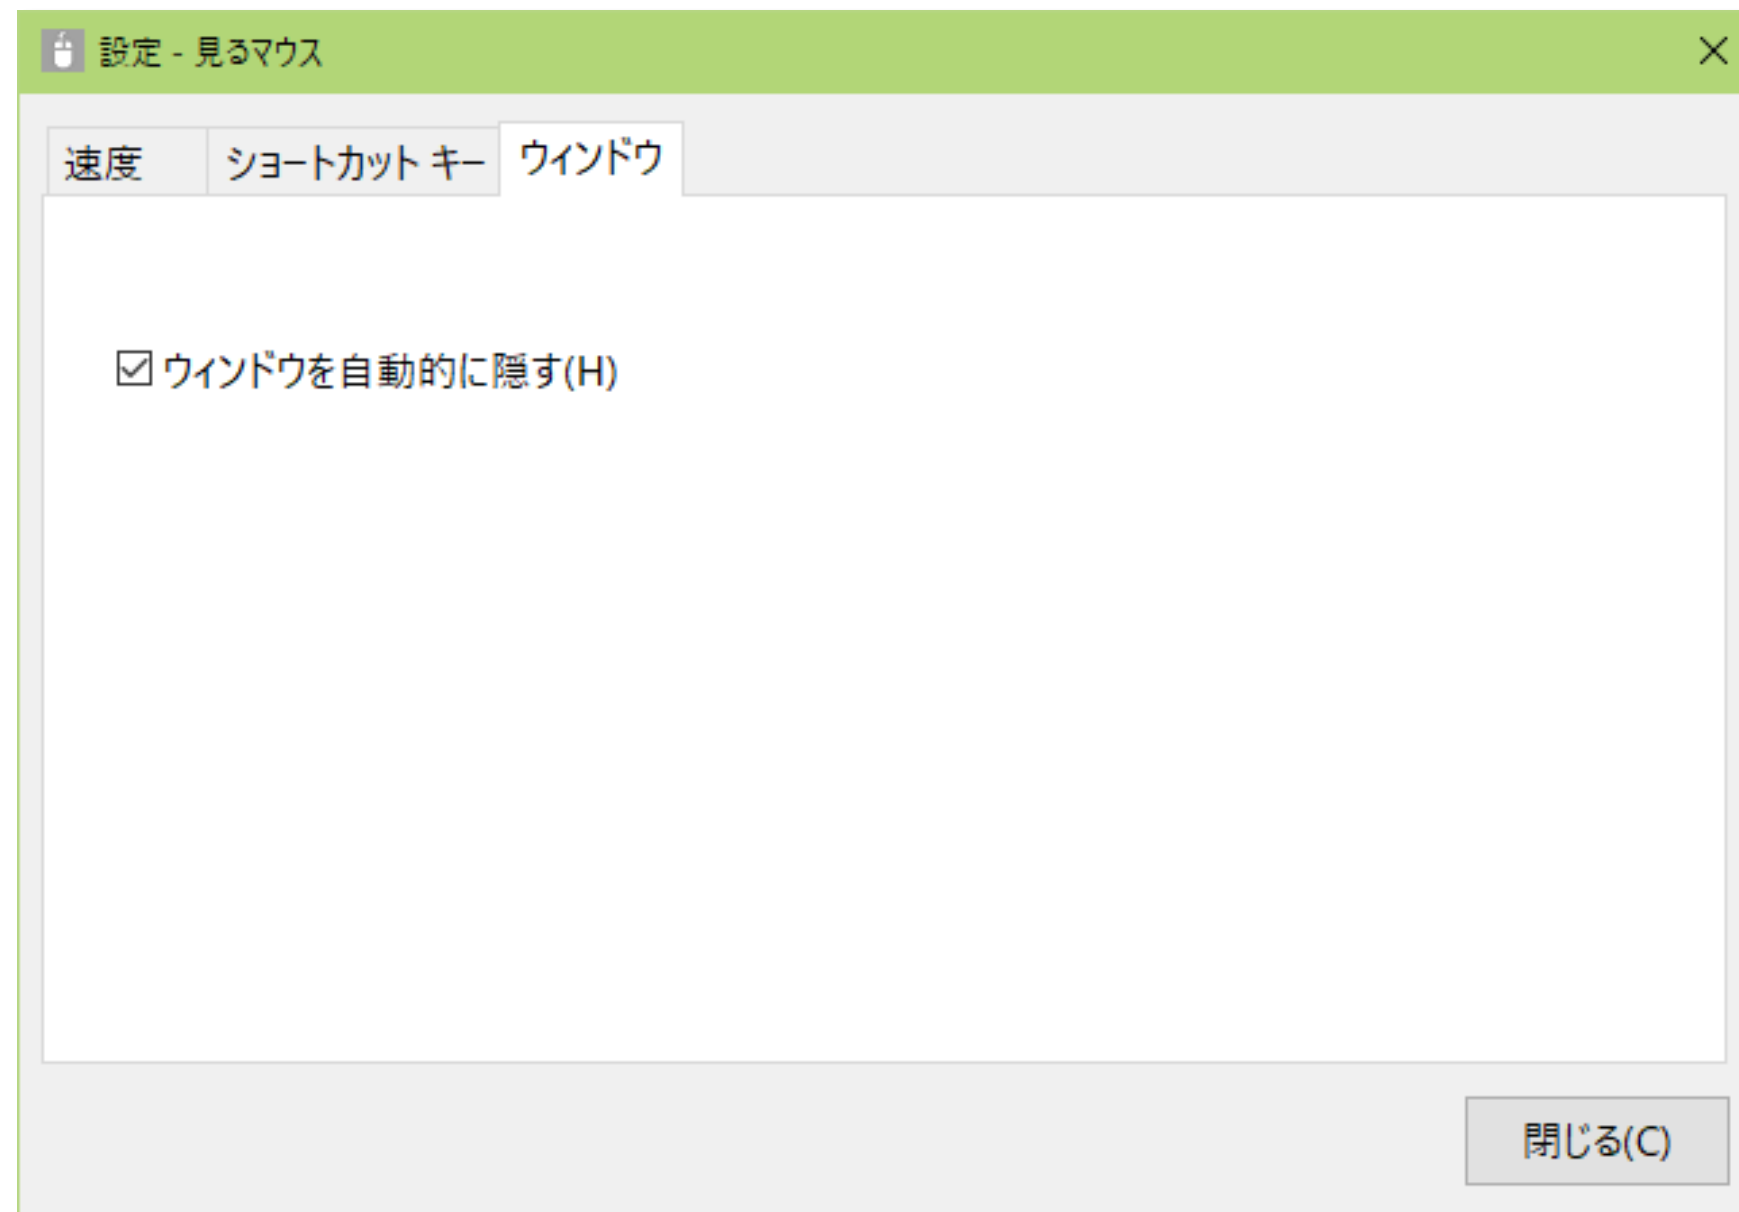 設定 - 見るマウス
速度 ショートカット キー ウィンドウ
ウィンドウを自動的に隠す(H)
閉じる(C)